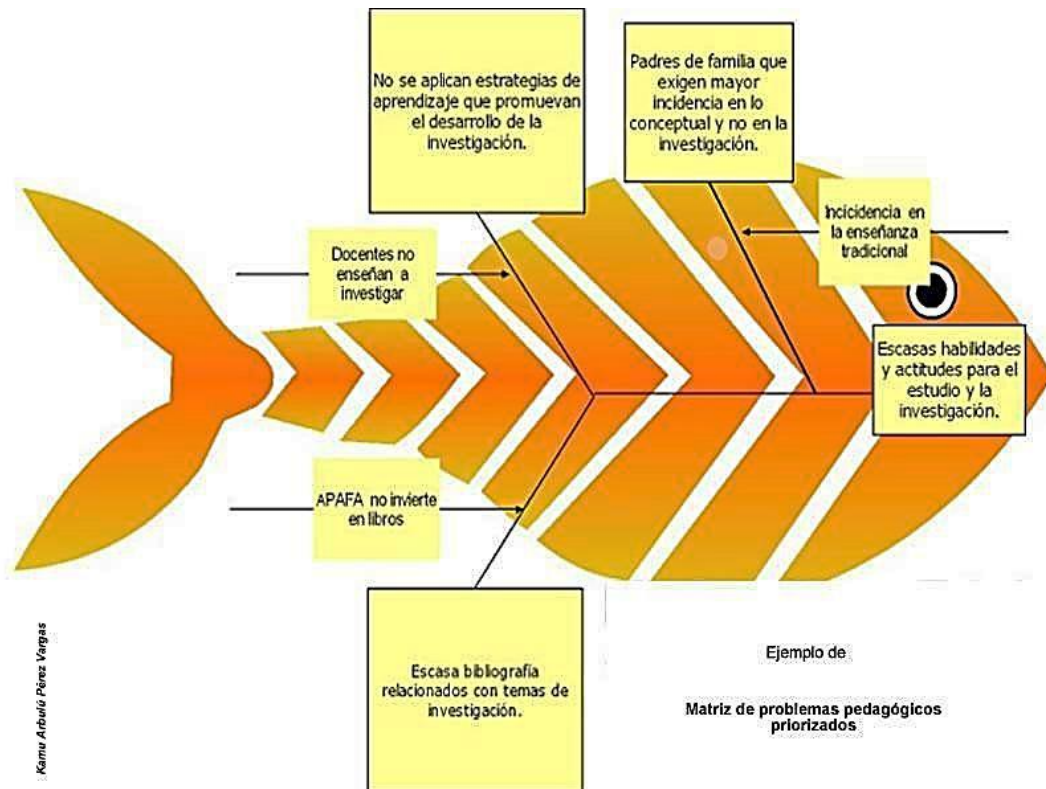 No se aplican estrategias de
aprendizaje que promuevan
el desarrollo de la
investigación.
Padres de familia que
exigen mayor
incidencia en lo
conceptual y no en la
investigación.
Incicidencia en
la enseñanza
tradicional
Docentes no
enseñan a
investigar
Escasas habilidades
y actitudes para el
estudio y la
investigación.
APAFA no invierte
en libros
Escasa bibliografía
relacionados con temas de
investigación.
Ejemplo de
Matriz de problemas pedagógicos
priorizados
Kamu Arbulú Pérez Vargas